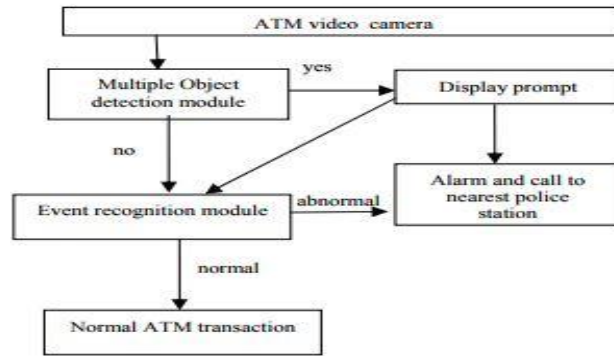 ATM video camera
Multiple Object
detection module
yes
Display prompt
no
Event recognition module
abnormal
Alarm and call to
nearest police
station
normal
Normal ATM transaction